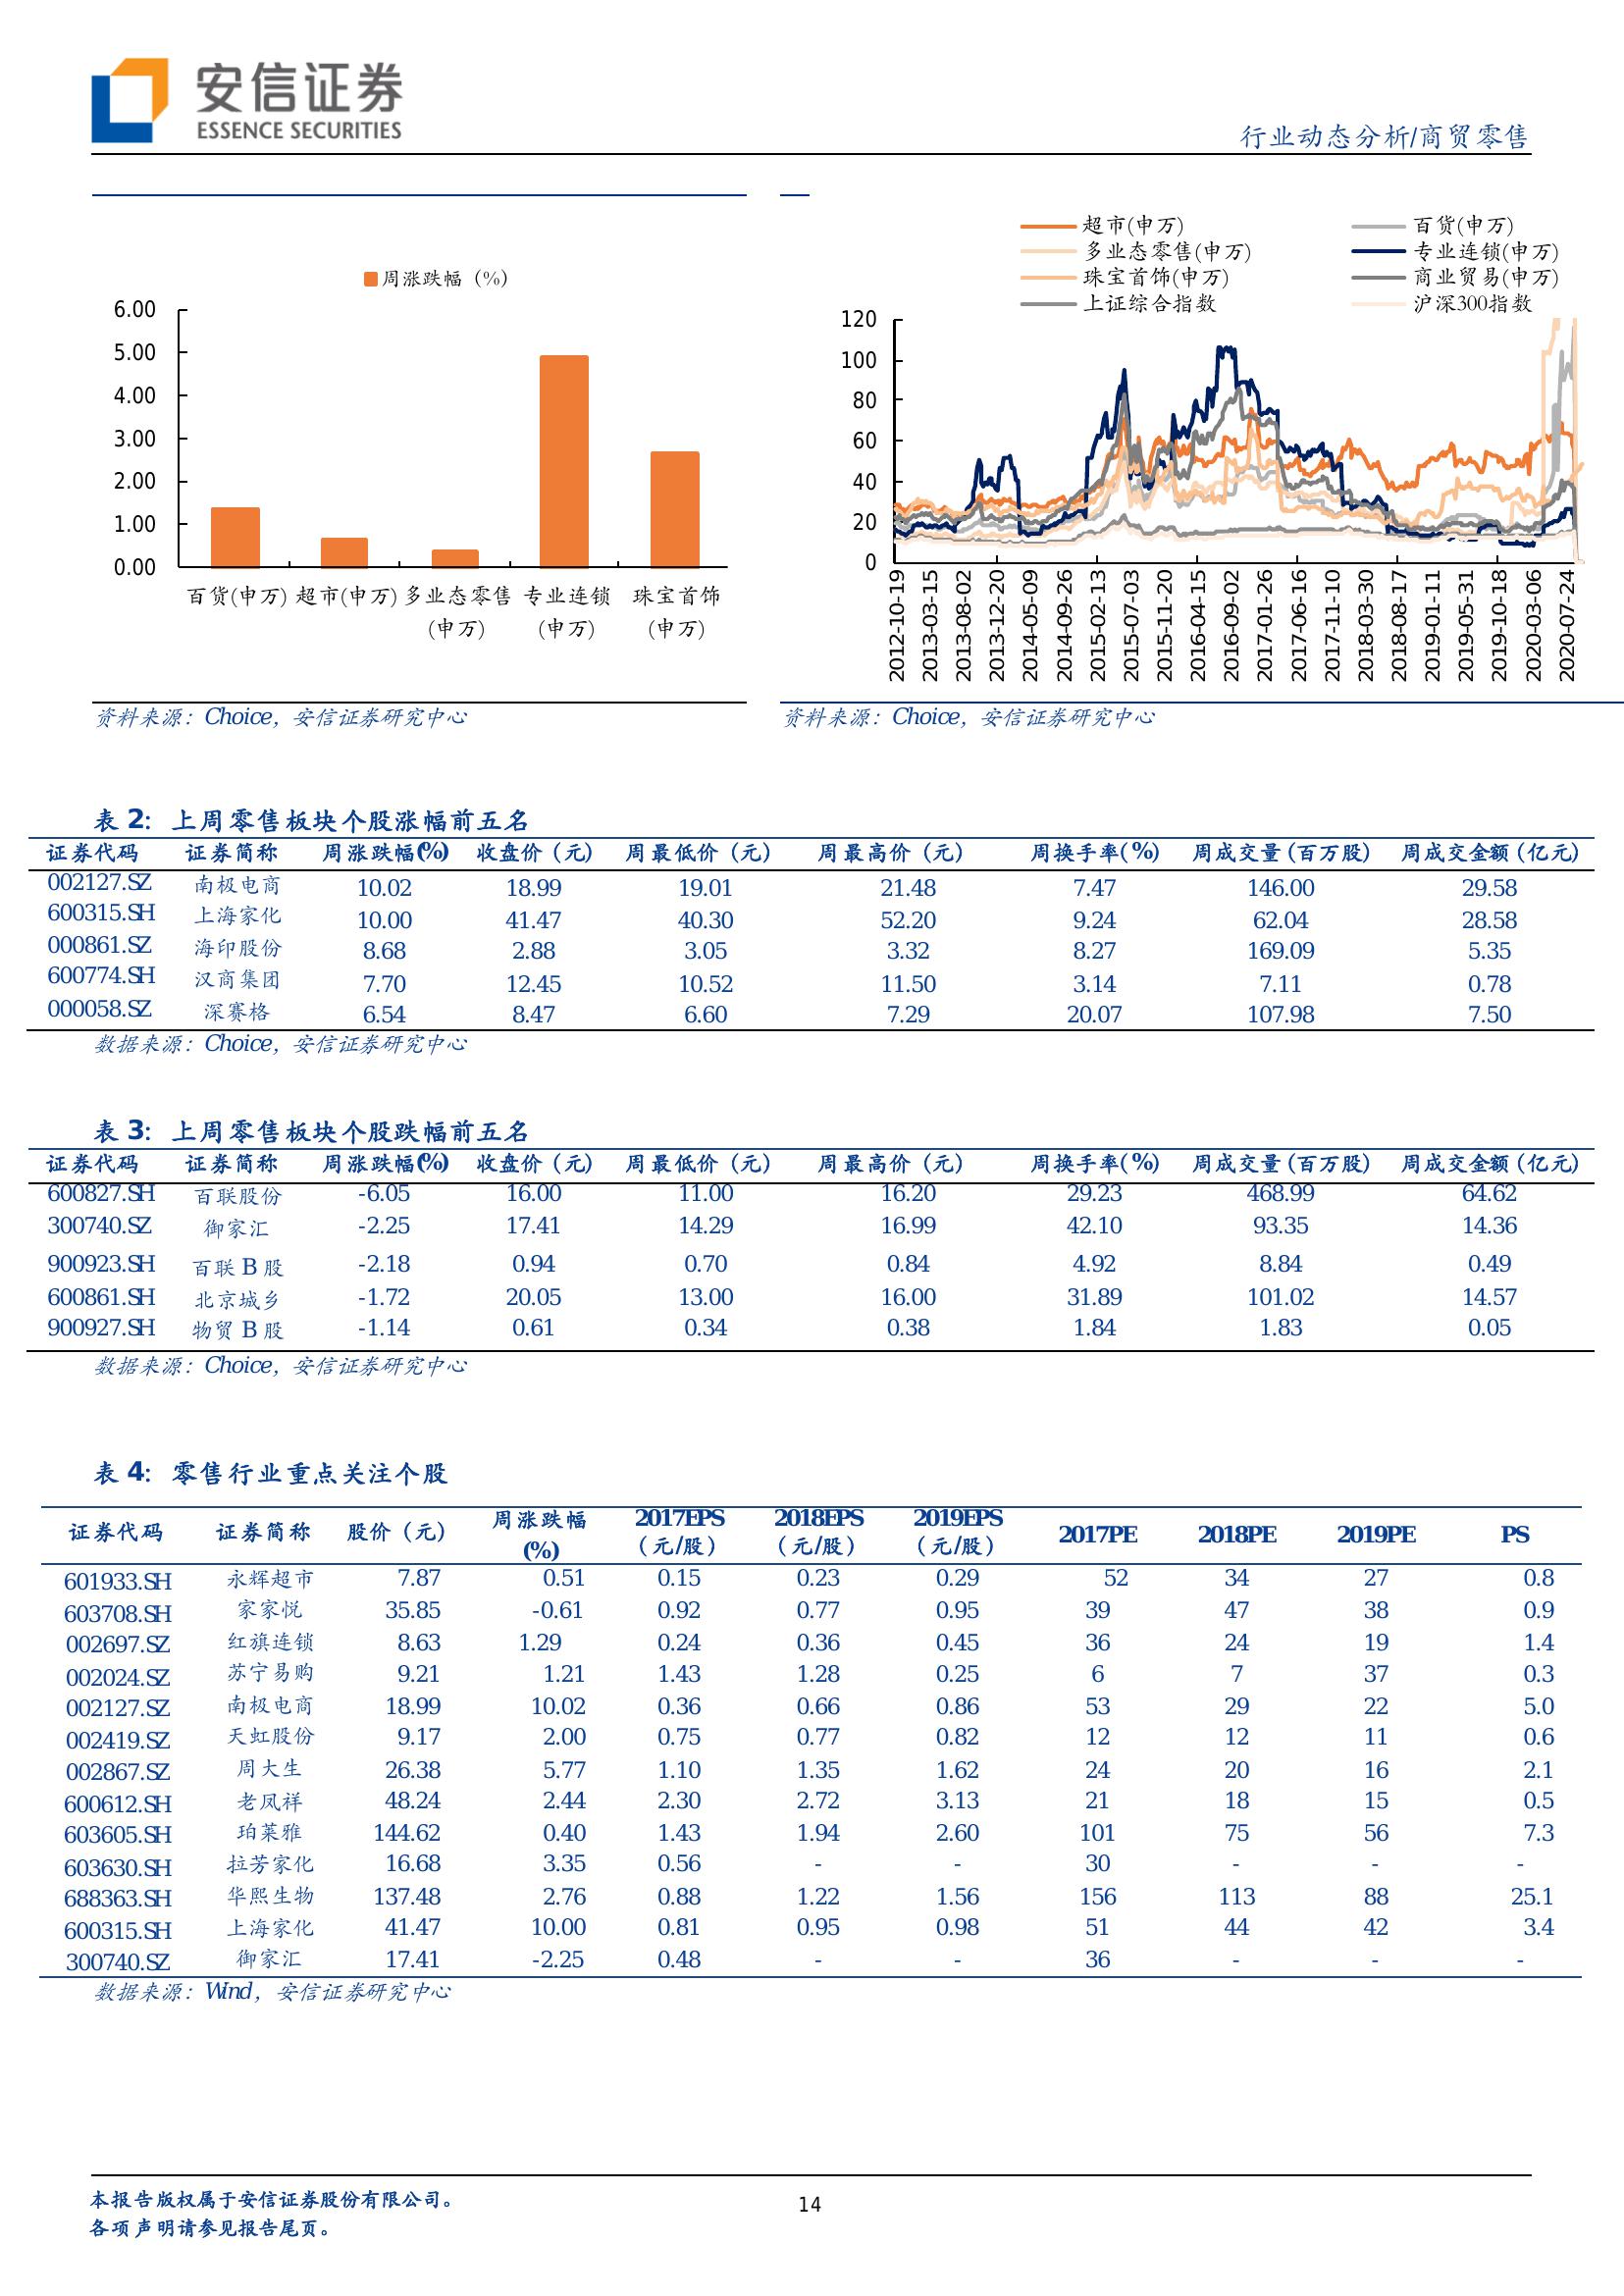 安信证券
ESSENCE SECURITIES
行业动态分析/商贸零售
周涨跌幅（%）
6.00
5.00
4.00
3.00
2.00
1.00
0.00
百货(申万) 超市(申万) 多业态零售 专业连锁 珠宝首饰
(申万) (申万) (申万)
超市(申万) 百货(申万)
多业态零售(申万) 专业连锁(申万)
珠宝首饰(申万) 商业贸易(申万)
上证综合指数 沪深300指数
120
100
80
60
40
20
0
2012-10-19
2013-03-15
2013-08-02
2013-12-20
2014-05-09
2014-09-26
2015-02-13
2015-07-03
2015-11-20
2016-04-15
2016-09-02
2017-01-26
2017-06-16
2017-11-10
2018-03-30
2018-08-17
2019-01-11
2019-05-31
2019-10-18
2020-03-06
2020-07-24
资料来源：Choice，安信证券研究中心
资料来源：Choice，安信证券研究中心
表 2：上周零售板块个股涨幅前五名
证券代码 证券简称 周涨跌幅(%) 收盘价（元） 周最低价（元） 周最高价（元） 周换手率(%) 周成交量（百万股） 周成交金额（亿元）
002127.SZ 南极电商 10.02 18.99 19.01 21.48 7.47 146.00 29.58
600315.SH 上海家化 10.00 41.47 40.30 52.20 9.24 62.04 28.58
000861.SZ 海印股份 8.68 2.88 3.05 3.32 8.27 169.09 5.35
600774.SH 汉商集团 7.70 12.45 10.52 11.50 3.14 7.11 0.78
000058.SZ 深赛格 6.54 8.47 6.60 7.29 20.07 107.98 7.50
数据来源：Choice，安信证券研究中心
表 3：上周零售板块个股跌幅前五名
证券代码 证券简称 周涨跌幅(%) 收盘价（元） 周最低价（元） 周最高价（元） 周换手率(%) 周成交量（百万股） 周成交金额（亿元）
600827.SH 百联股份 -6.05 16.00 11.00 16.20 29.23 468.99 64.62
300740.SZ 御家汇 -2.25 17.41 14.29 16.99 42.10 93.35 14.36
900923.SH 百联 B 股 -2.18 0.94 0.70 0.84 4.92 8.84 0.49
600861.SH 北京城乡 -1.72 20.05 13.00 16.00 31.89 101.02 14.57
900927.SH 物贸 B 股 -1.14 0.61 0.34 0.38 1.84 1.83 0.05
数据来源：Choice，安信证券研究中心
表 4：零售行业重点关注个股
证券代码 证券简称 股价（元） 周涨跌幅(%) 2017EPS（元/股） 2018EPS（元/股） 2019EPS（元/股） 2017PE 2018PE 2019PE PS
601933.SH 永辉超市 7.87 0.51 0.15 0.23 0.29 52 34 27 0.8
603708.SH 家家悦 35.85 -0.61 0.92 0.77 0.95 39 47 38 0.9
002697.SZ 红旗连锁 8.63 1.29 0.24 0.36 0.45 36 24 19 1.4
002024.SZ 苏宁易购 9.21 1.21 1.43 1.28 0.25 6 7 37 0.3
002127.SZ 南极电商 18.99 10.02 0.36 0.66 0.86 53 29 22 5.0
002419.SZ 天虹股份 9.17 2.00 0.75 0.77 0.82 12 12 11 0.6
002867.SZ 周大生 26.38 5.77 1.10 1.35 1.62 24 20 16 2.1
600612.SH 老凤祥 48.24 2.44 2.30 2.72 3.13 21 18 15 0.5
603605.SH 珀莱雅 144.62 0.40 1.43 1.94 2.60 101 75 56 7.3
603630.SH 拉芳家化 16.68 3.35 0.56 - - 30 - - -
688363.SH 华熙生物 137.48 2.76 0.88 1.22 1.56 156 113 88 25.1
600315.SH 上海家化 41.47 10.00 0.81 0.95 0.98 51 44 42 3.4
300740.SZ 御家汇 17.41 -2.25 0.48 - - 36 - - -
数据来源：Wind，安信证券研究中心
本报告版权属于安信证券股份有限公司。
各项声明请参见报告尾页。
14